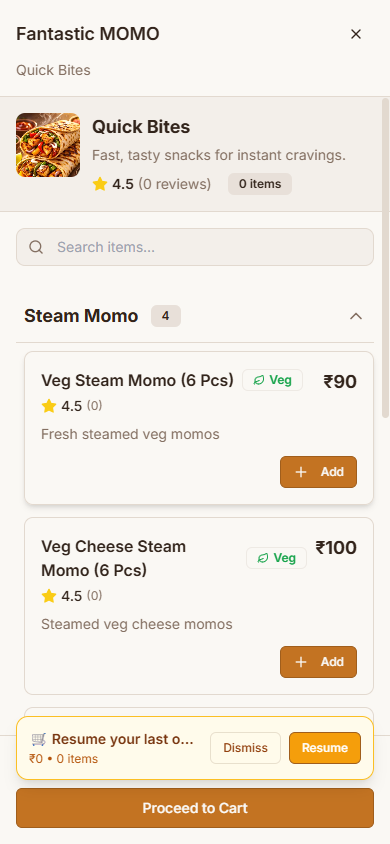 Fantastic MOMO
Quick Bites
Quick Bites
Fast, tasty snacks for instant cravings.
4.5 (0 reviews) 0 items
Search items...
Steam Momo 4
Veg Steam Momo (6 Pcs) Veg ₹90
4.5 (0)
Fresh steamed veg momos
+ Add
Veg Cheese Steam
Momo (6 Pcs) Veg ₹100
4.5 (0)
Steamed veg cheese momos
+ Add
🛒 Resume your last o...
₹0 • 0 items
Dismiss
Resume
Proceed to Cart